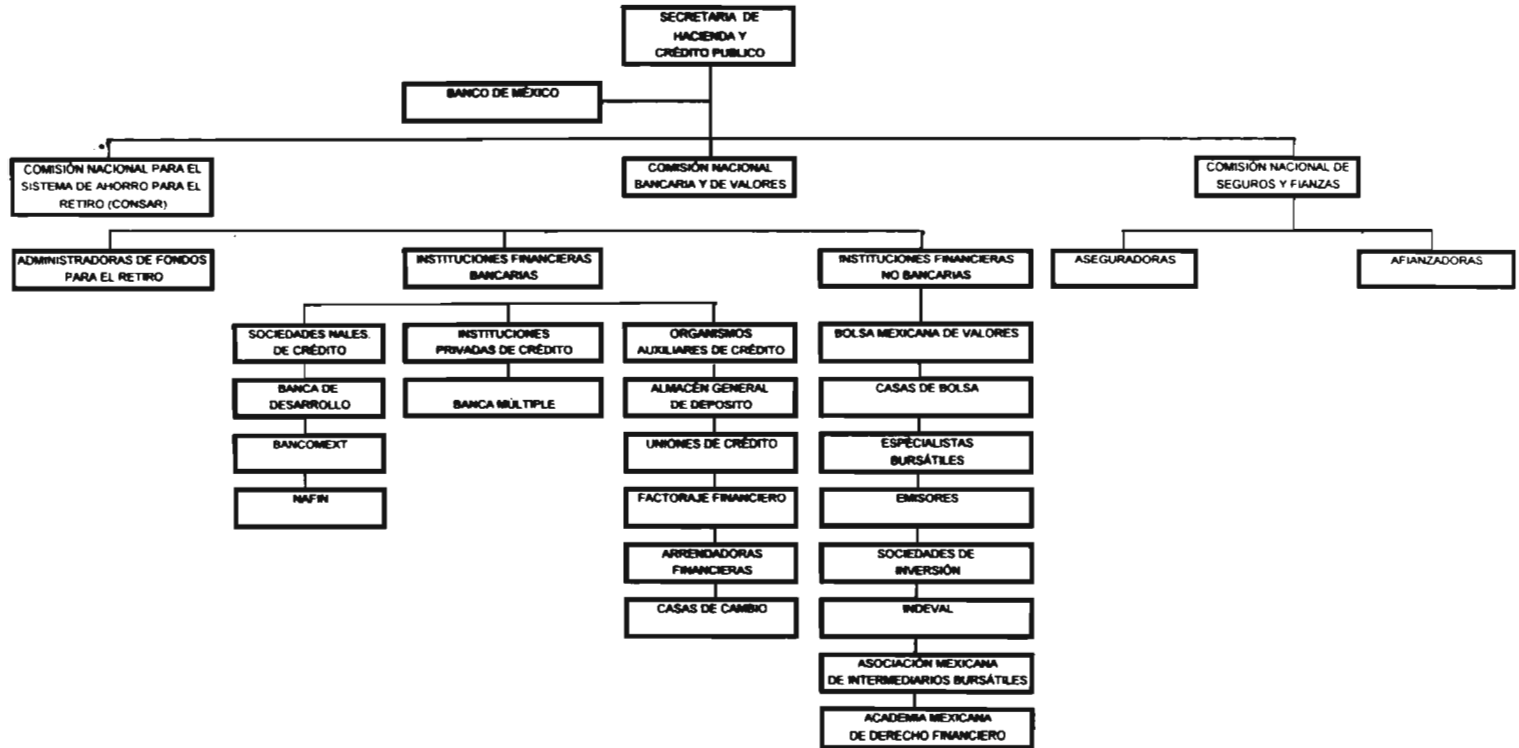 SECRETARIA DE
HACIENDA Y
CRÉDITO PUBLICO
BANCO DE MÉXICO
COMISIÓN NACIONAL PARA EL
SISTEMA DE AHORRO PARA EL
RETIRO (CONSAR)
COMISIÓN NACIONAL
BANCARIA Y DE VALORES
COMISIÓN NACIONAL DE
SEGUROS Y FIANZAS
ADMINISTRADORAS DE FONDOS
PARA EL RETIRO
INSTITUCIONES FINANCIERAS
BANCARIAS
INSTITUCIONES FINANCIERAS
NO BANCARIAS
ASEGURADORAS
AFIANZADORAS
SOCIEDADES NALES.
DE CRÉDITO
INSTITUCIONES
PRIVADAS DE CRÉDITO
ORGANISMOS
AUXILIARES DE CRÉDITO
BOLSA MEXICANA DE VALORES
BANCA DE
DESARROLLO
BANCA MÚLTIPLE
ALMACÉN GENERAL
DE DEPOSITO
CASAS DE BOLSA
BANCOMEXT
UNIONES DE CRÉDITO
ESPECIALISTAS
BURSÁTILES
NAFIN
FACTORAJE FINANCIERO
EMISORES
ARRENDADORAS
FINANCIERAS
SOCIEDADES DE
INVERSIÓN
CASAS DE CAMBIO
INDEVAL
ASOCIACIÓN MEXICANA
DE INTERMEDIARIOS BURSÁTILES
ACADEMIA MEXICANA
DE DERECHO FINANCIERO